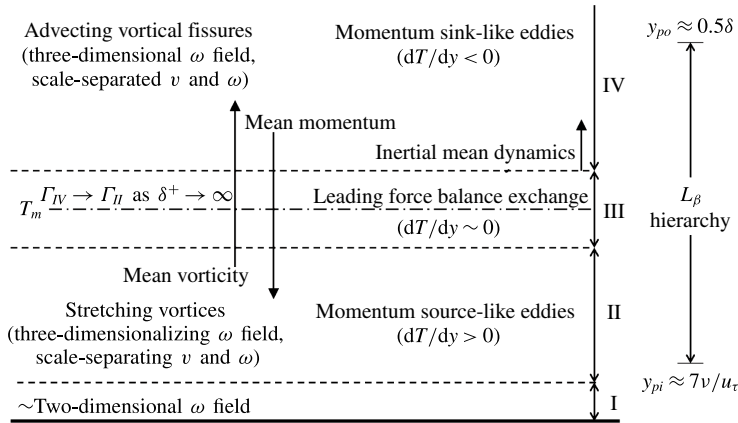 Advecting vortical fissures
(three-dimensional ω field,
scale-separated v and ω)
Momentum sink-like eddies
(dT/dy < 0)
y_po ≈ 0.5δ
IV
Mean momentum
Inertial mean dynamics
T_m
Γ_IV → Γ_II as δ⁺ → ∞
Leading force balance exchange
(dT/dy ∼ 0)
III
L_β
hierarchy
Mean vorticity
Stretching vortices
(three-dimensionalizing ω field,
scale-separating v and ω)
Momentum source-like eddies
(dT/dy > 0)
II
y_pi ≈ 7ν/u_τ
∼Two-dimensional ω field
I